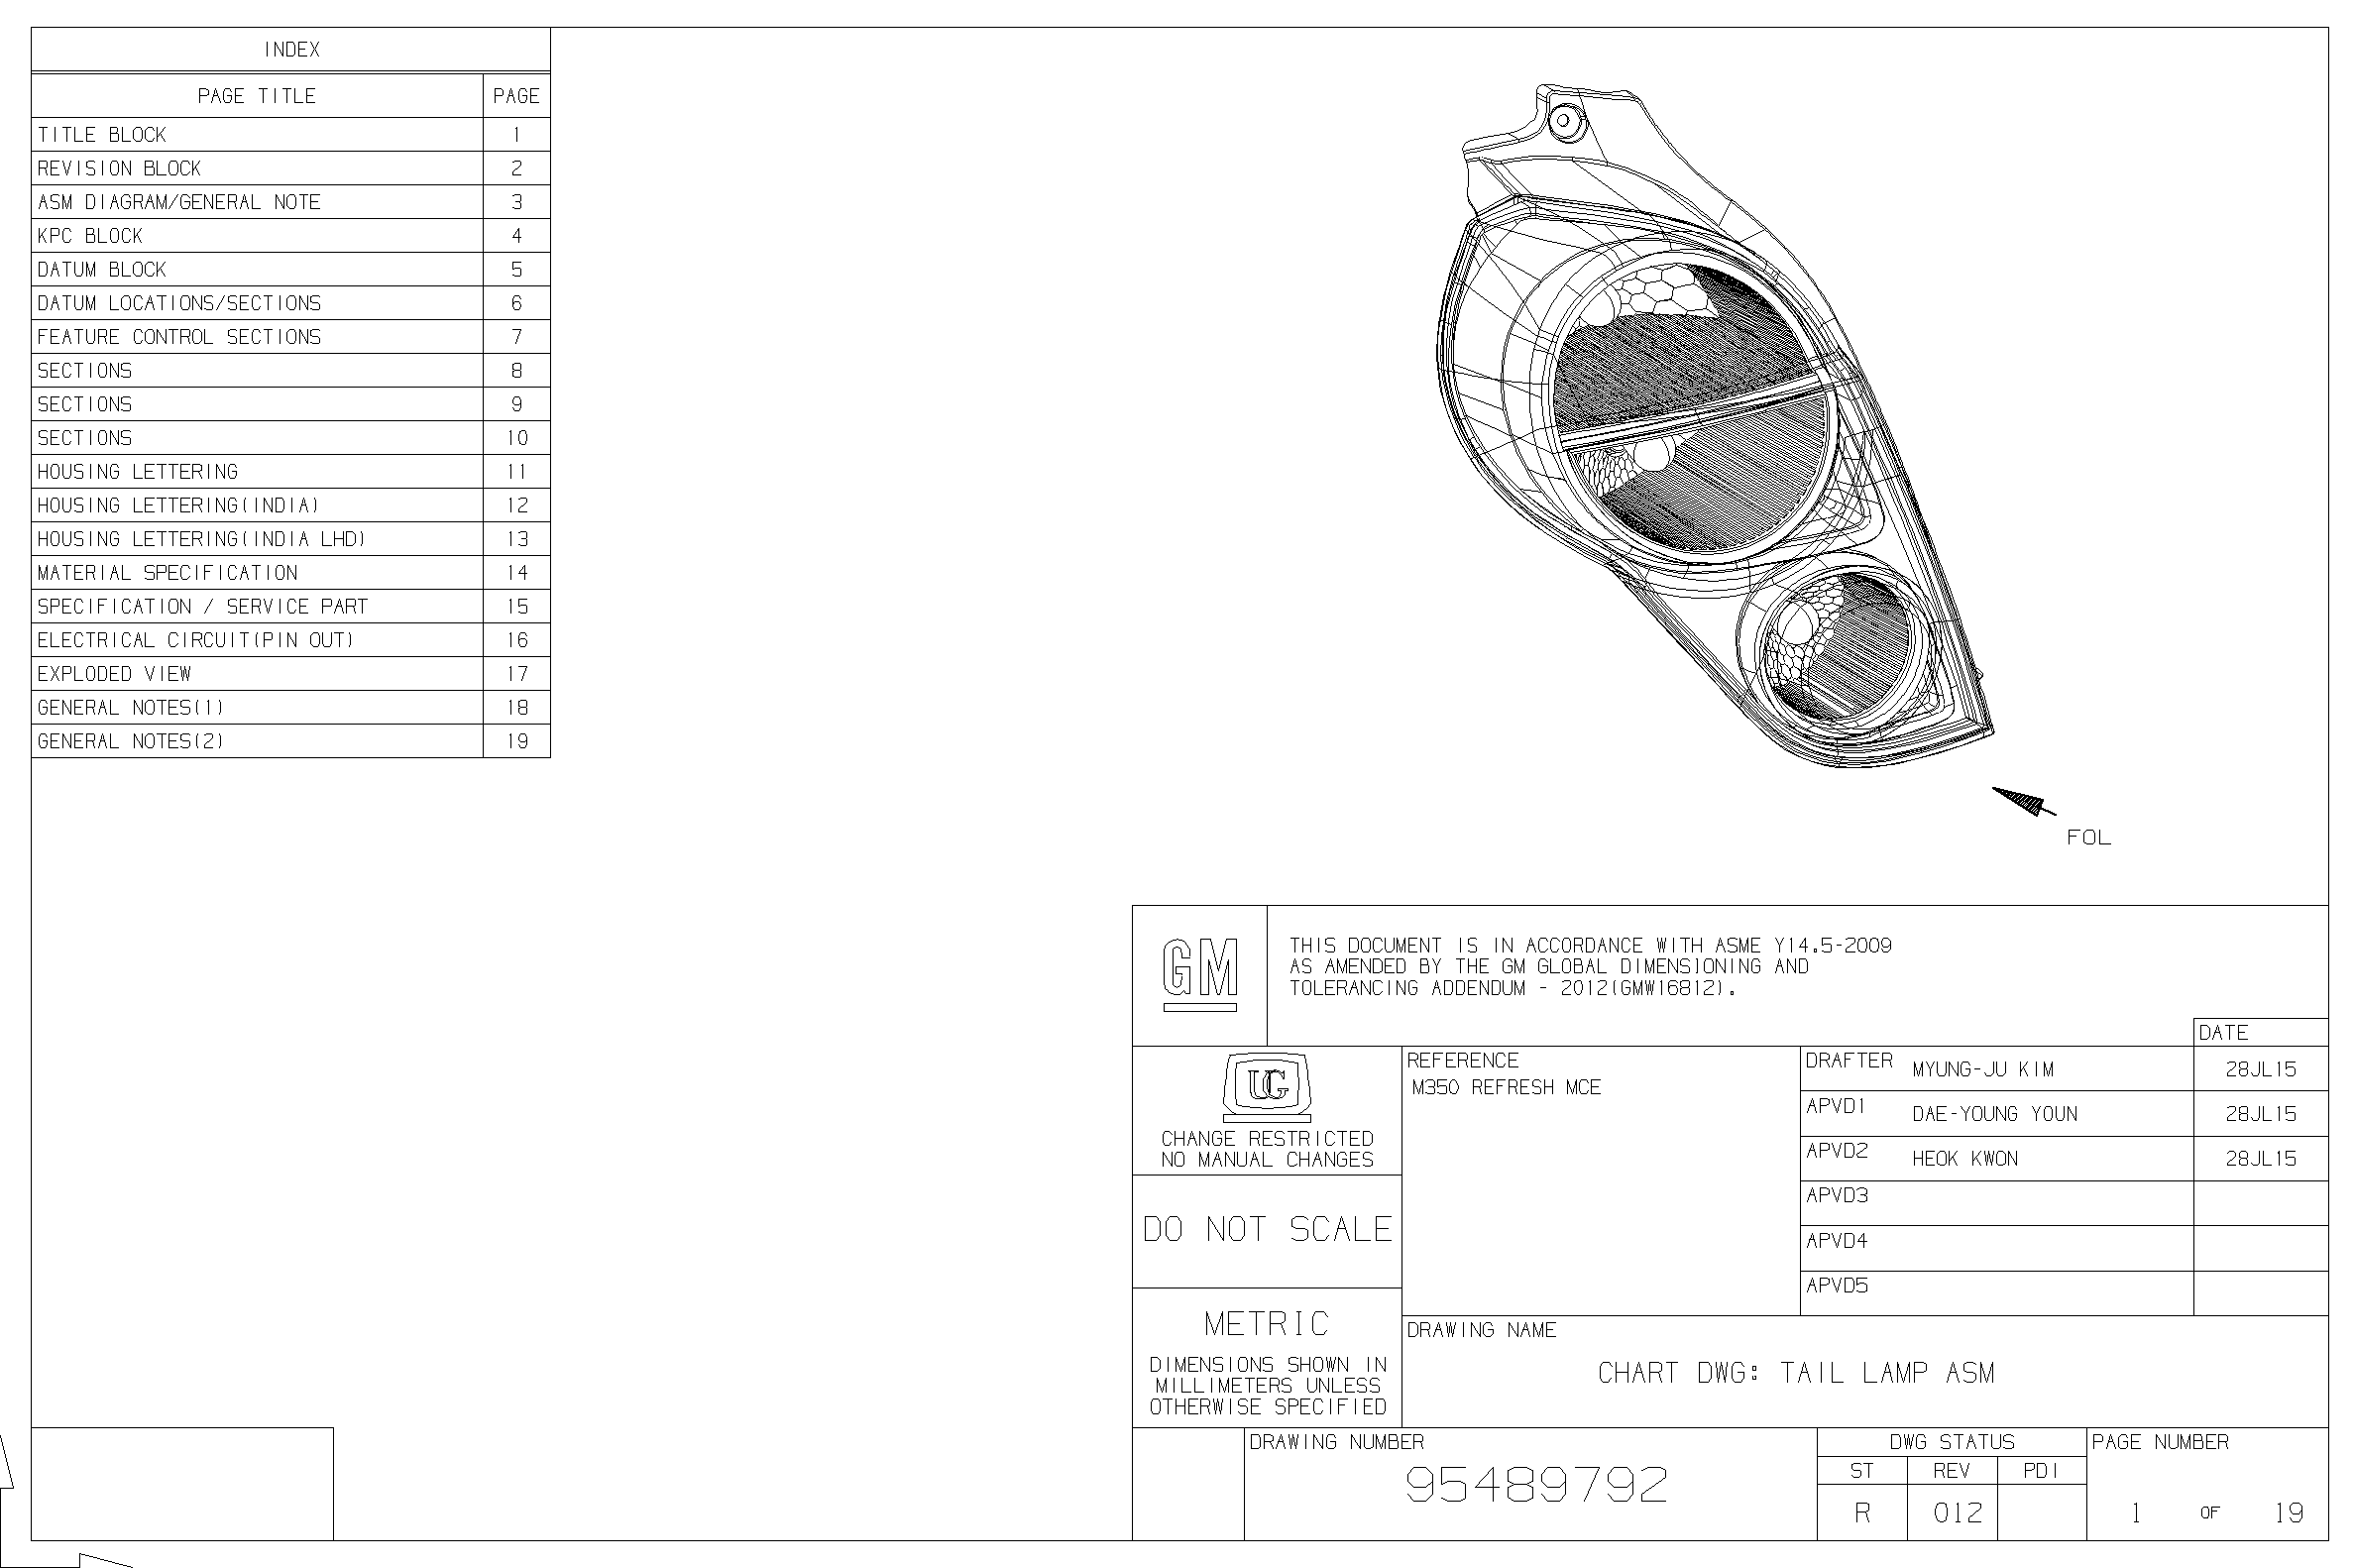 INDEX
PAGE TITLE PAGE
TITLE BLOCK 1
REVISION BLOCK 2
ASM DIAGRAM/GENERAL NOTE 3
KPC BLOCK 4
DATUM BLOCK 5
DATUM LOCATIONS/SECTIONS 6
FEATURE CONTROL SECTIONS 7
SECTIONS 8
SECTIONS 9
SECTIONS 10
HOUSING LETTERING 11
HOUSING LETTERING(INDIA) 12
HOUSING LETTERING(INDIA LHD) 13
MATERIAL SPECIFICATION 14
SPECIFICATION / SERVICE PART 15
ELECTRICAL CIRCUIT(PIN OUT) 16
EXPLODED VIEW 17
GENERAL NOTES(1) 18
GENERAL NOTES(2) 19
FOL
GM
THIS DOCUMENT IS IN ACCORDANCE WITH ASME Y14.5-2009
AS AMENDED BY THE GM GLOBAL DIMENSIONING AND
TOLERANCING ADDENDUM - 2012(GMW16812).
DATE
UG
CHANGE RESTRICTED
NO MANUAL CHANGES
REFERENCE
M350 REFRESH MCE
DRAFTER MYUNG-JU KIM 28JL15
APVD1 DAE-YOUNG YOUN 28JL15
APVD2 HEOK KWON 28JL15
APVD3
APVD4
APVD5
DO NOT SCALE
METRIC
DIMENSIONS SHOWN IN
MILLIMETERS UNLESS
OTHERWISE SPECIFIED
DRAWING NAME
CHART DWG: TAIL LAMP ASM
DRAWING NUMBER
95489792
DWG STATUS
ST REV PDI
R 012
PAGE NUMBER
1 OF 19